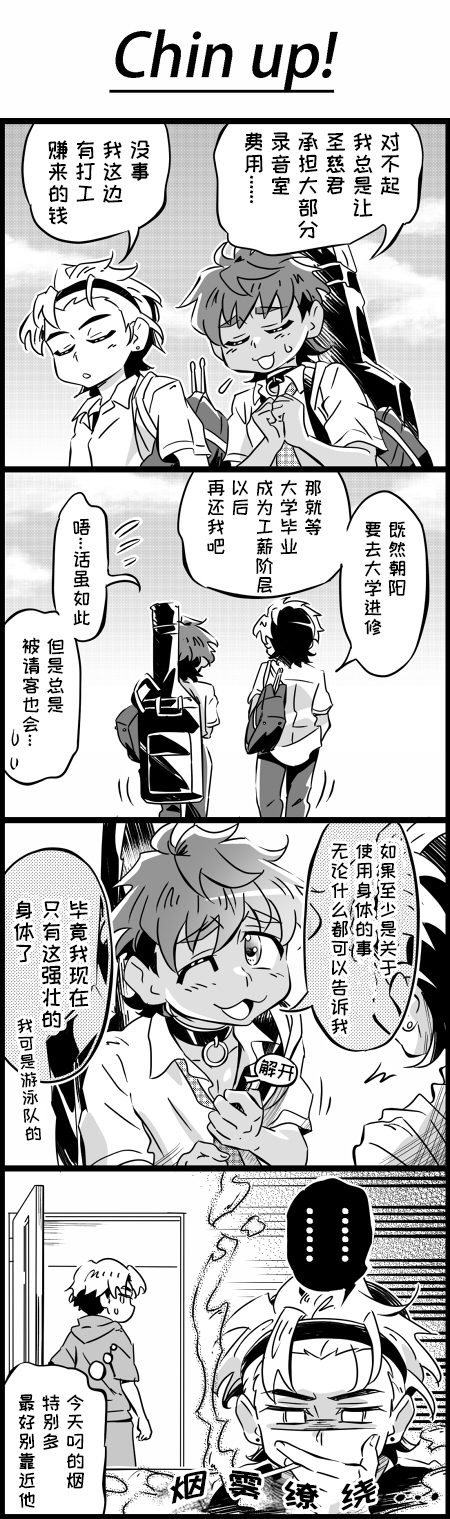 Chin up!
对不起
我总是让
圣慈君
承担大部分
录音室
费用……
没事
我这边
有打工
赚来的钱
既然朝阳
要去大学进修
那就等
大学毕业
成为工薪阶层
以后
再还我吧
唔…话虽如此
但是总是
被请客也会…
如果至少是关于
使用身体的事
无论什么都可以告诉我
解开
毕竟我现在
只有这强壮的
身体了
我可是游泳队的
……
今天叼的烟
特别多
最好别靠近他
烟雾缭绕…